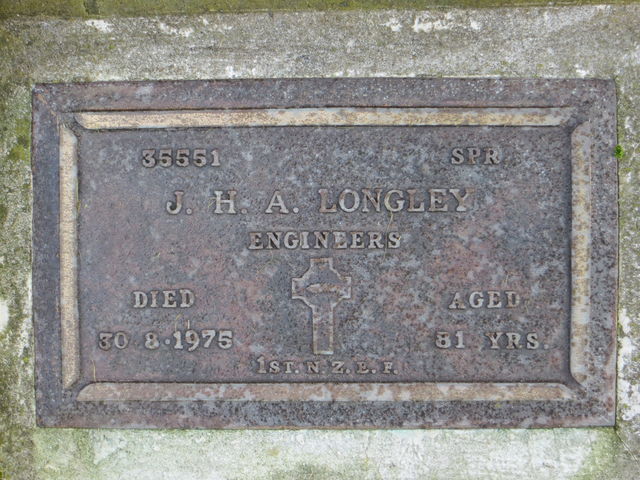 35551 SPR
J. H. A. LONGLEY
ENGINEERS
DIED AGED
30·8·1975 81 YRS.
1ST. N. Z. E. F.